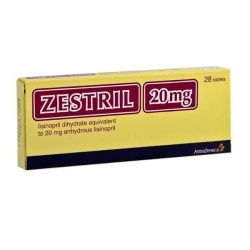 28 tablets
ZESTRIL 20mg
lisinopril dihydrate equivalent
to 20 mg anhydrous lisinopril
AstraZeneca